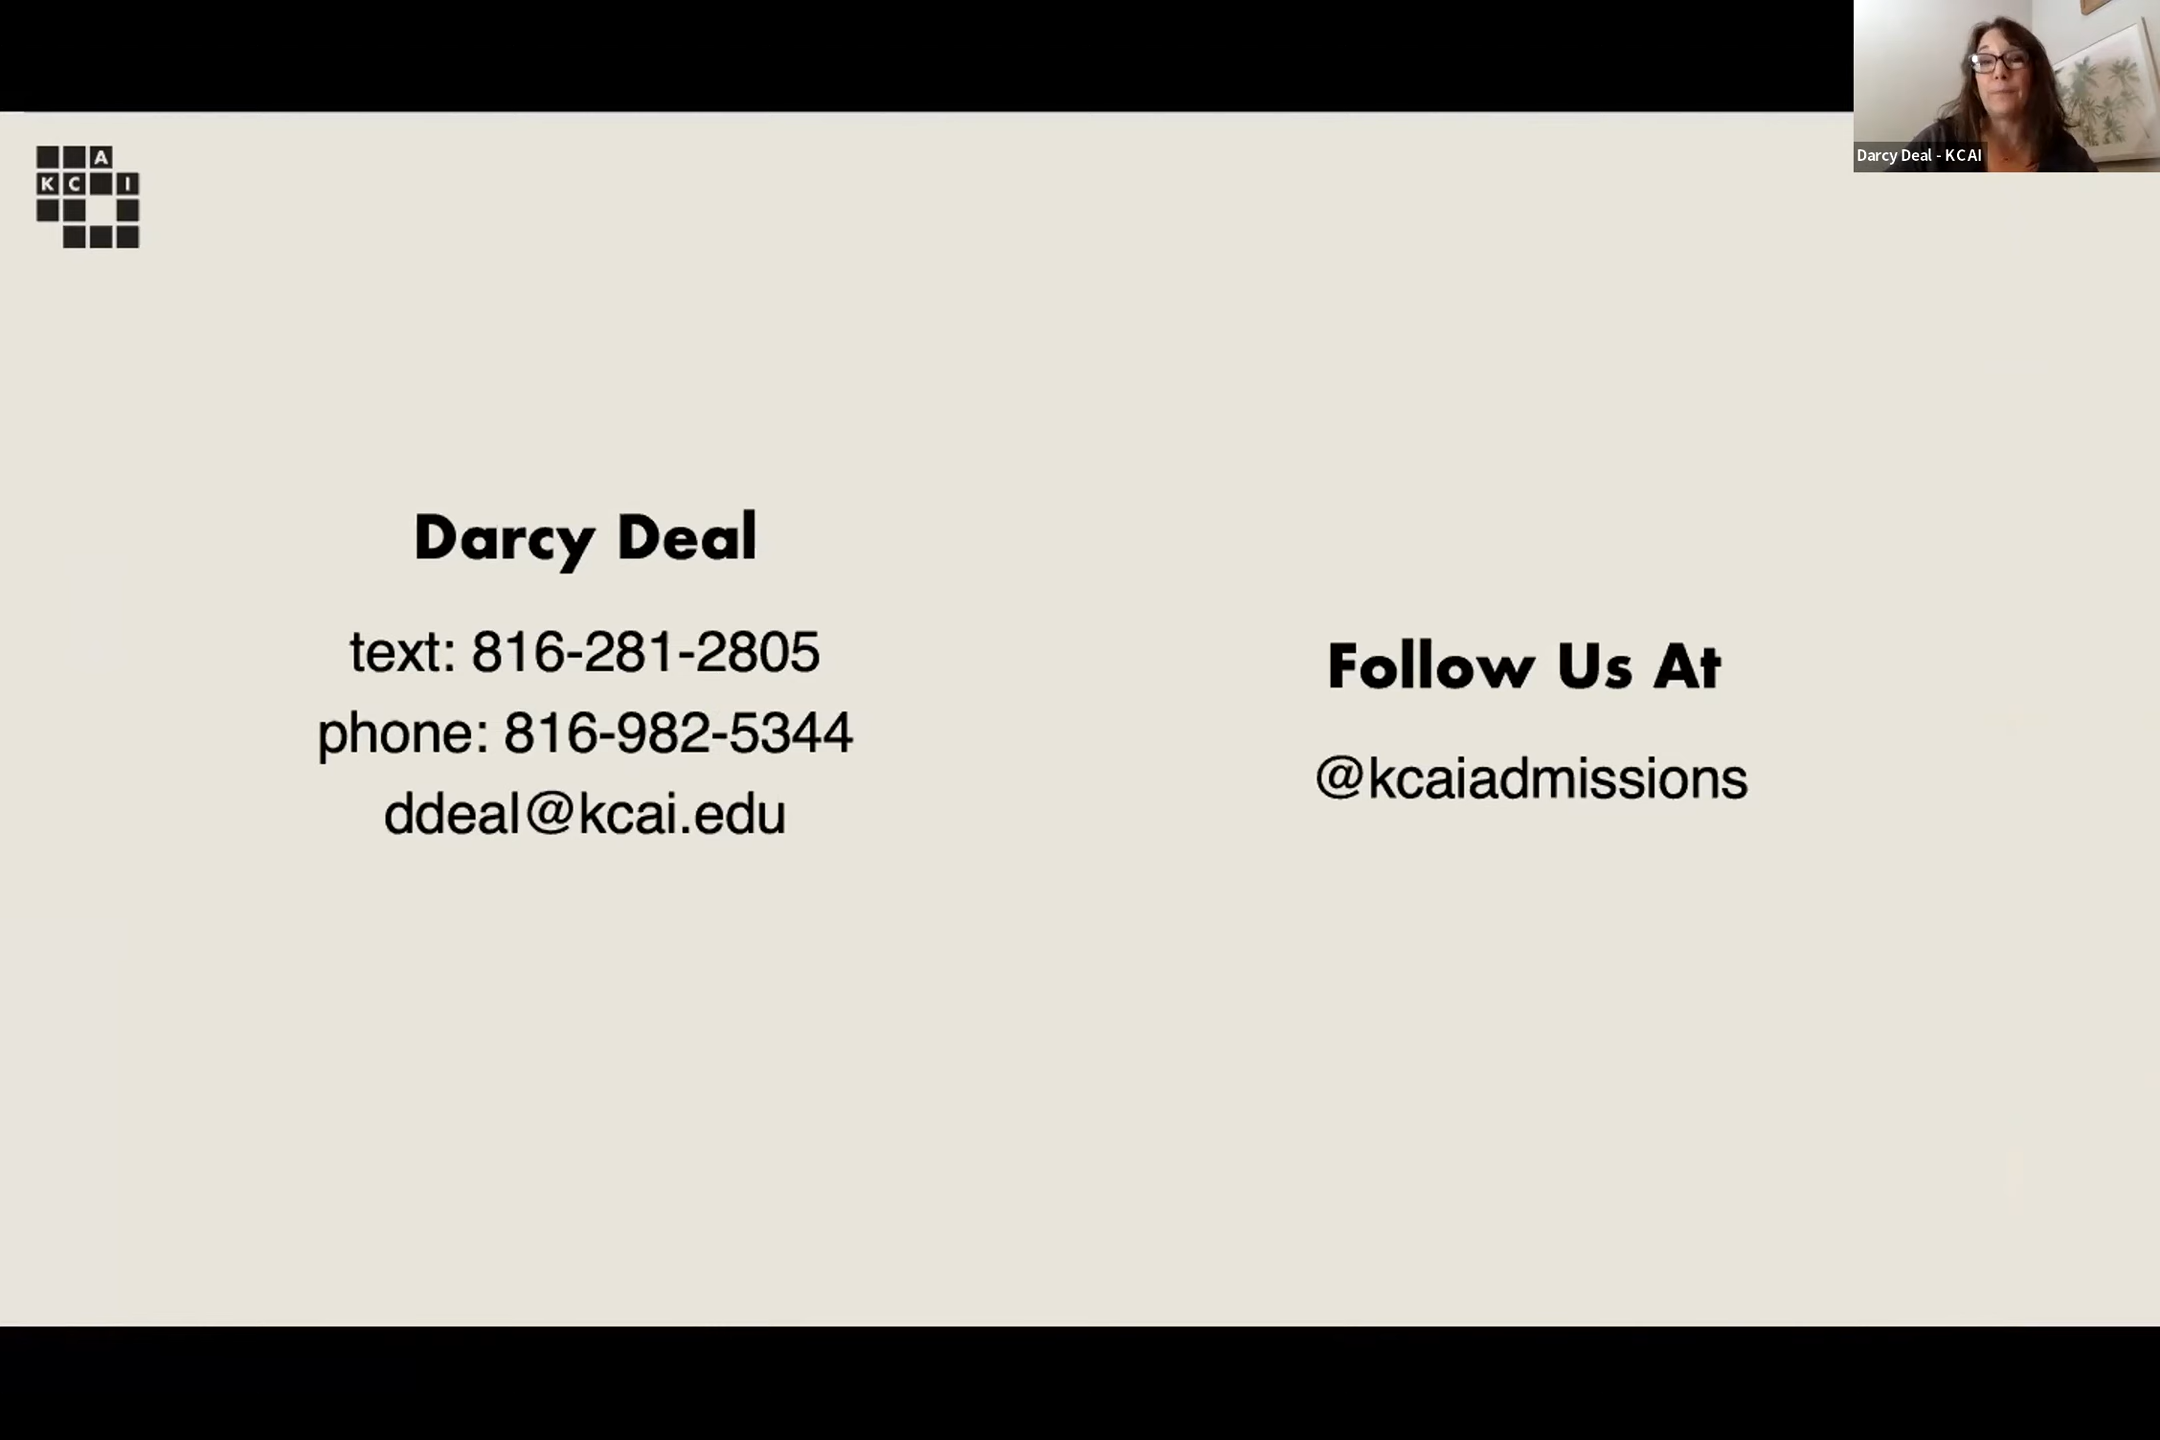 A
KC I
Darcy Deal
text: 816-281-2805
phone: 816-982-5344
ddeal@kcai.edu
Follow Us At
@kcaiadmissions
Darcy Deal - KCAI